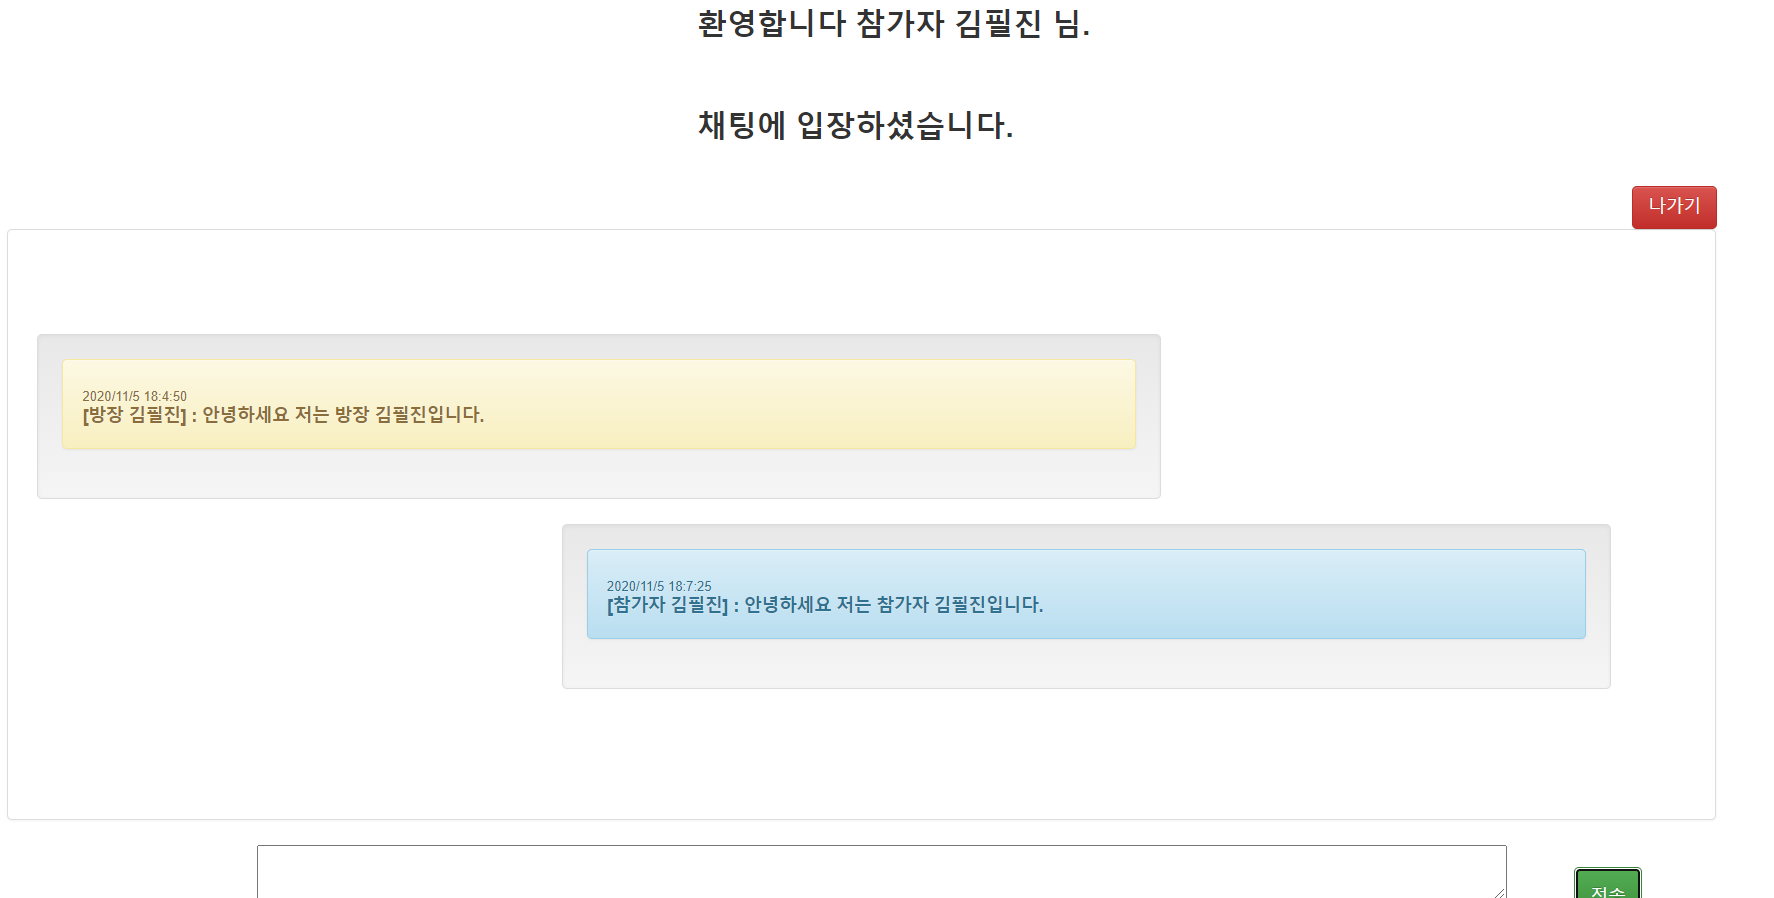 환영합니다 참가자 김필진 님.
채팅에 입장하셨습니다.
나가기
2020/11/5 18:4:50
[방장 김필진] : 안녕하세요 저는 방장 김필진입니다.
2020/11/5 18:7:25
[참가자 김필진] : 안녕하세요 저는 참가자 김필진입니다.
전송